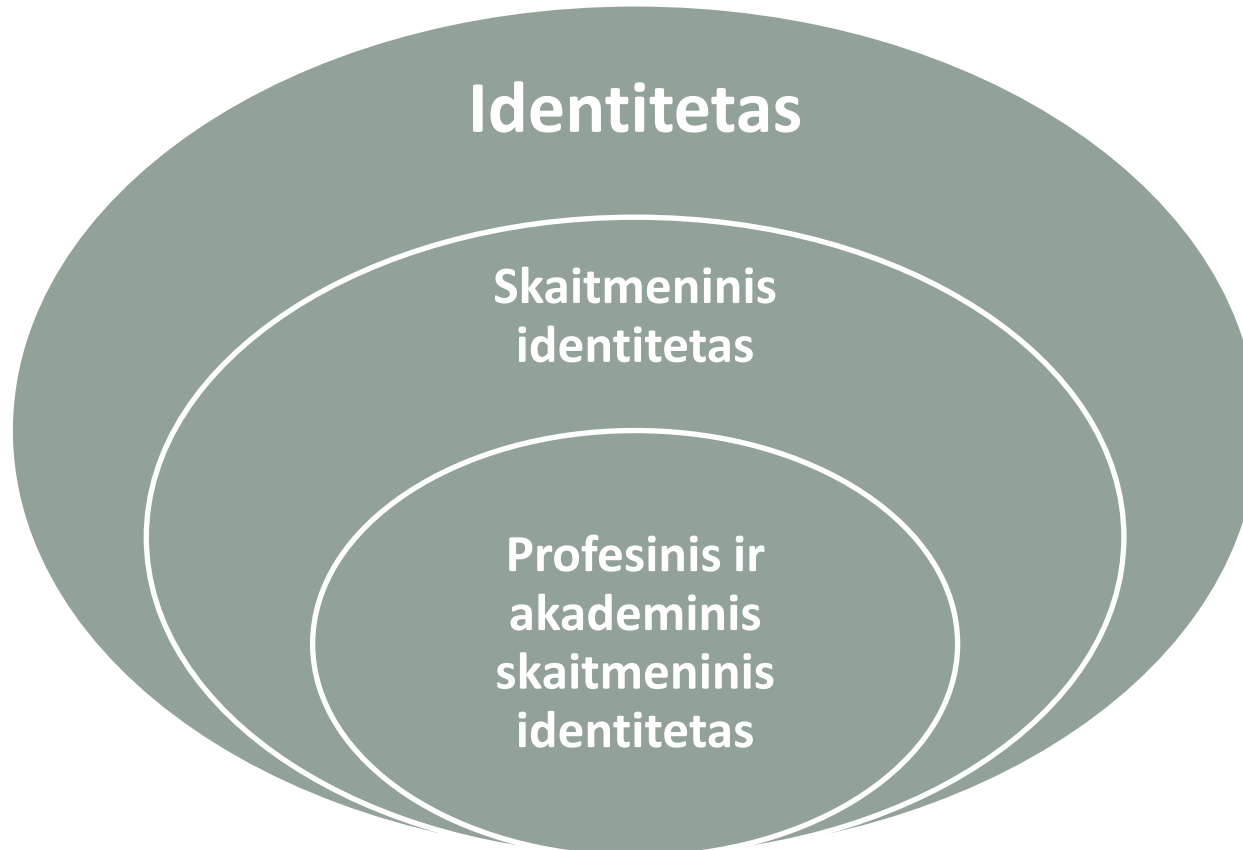 Identitetas
Skaitmeninis
identitetas
Profesinis ir
akademinis
skaitmeninis
identitetas